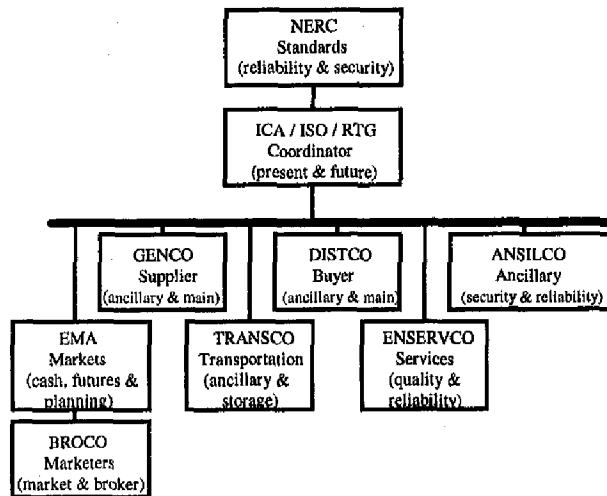 NERC
Standards
(reliability & security)
ICA / ISO / RTG
Coordinator
(present & future)
GENCO
Supplier
(ancillary & main)
DISTCO
Buyer
(ancillary & main)
ANSILCO
Ancillary
(security & reliability)
EMA
Markets
(cash, futures &
planning)
TRANSCO
Transportation
(ancillary &
storage)
ENSERVCO
Services
(quality &
reliability)
BROCO
Marketers
(market & broker)